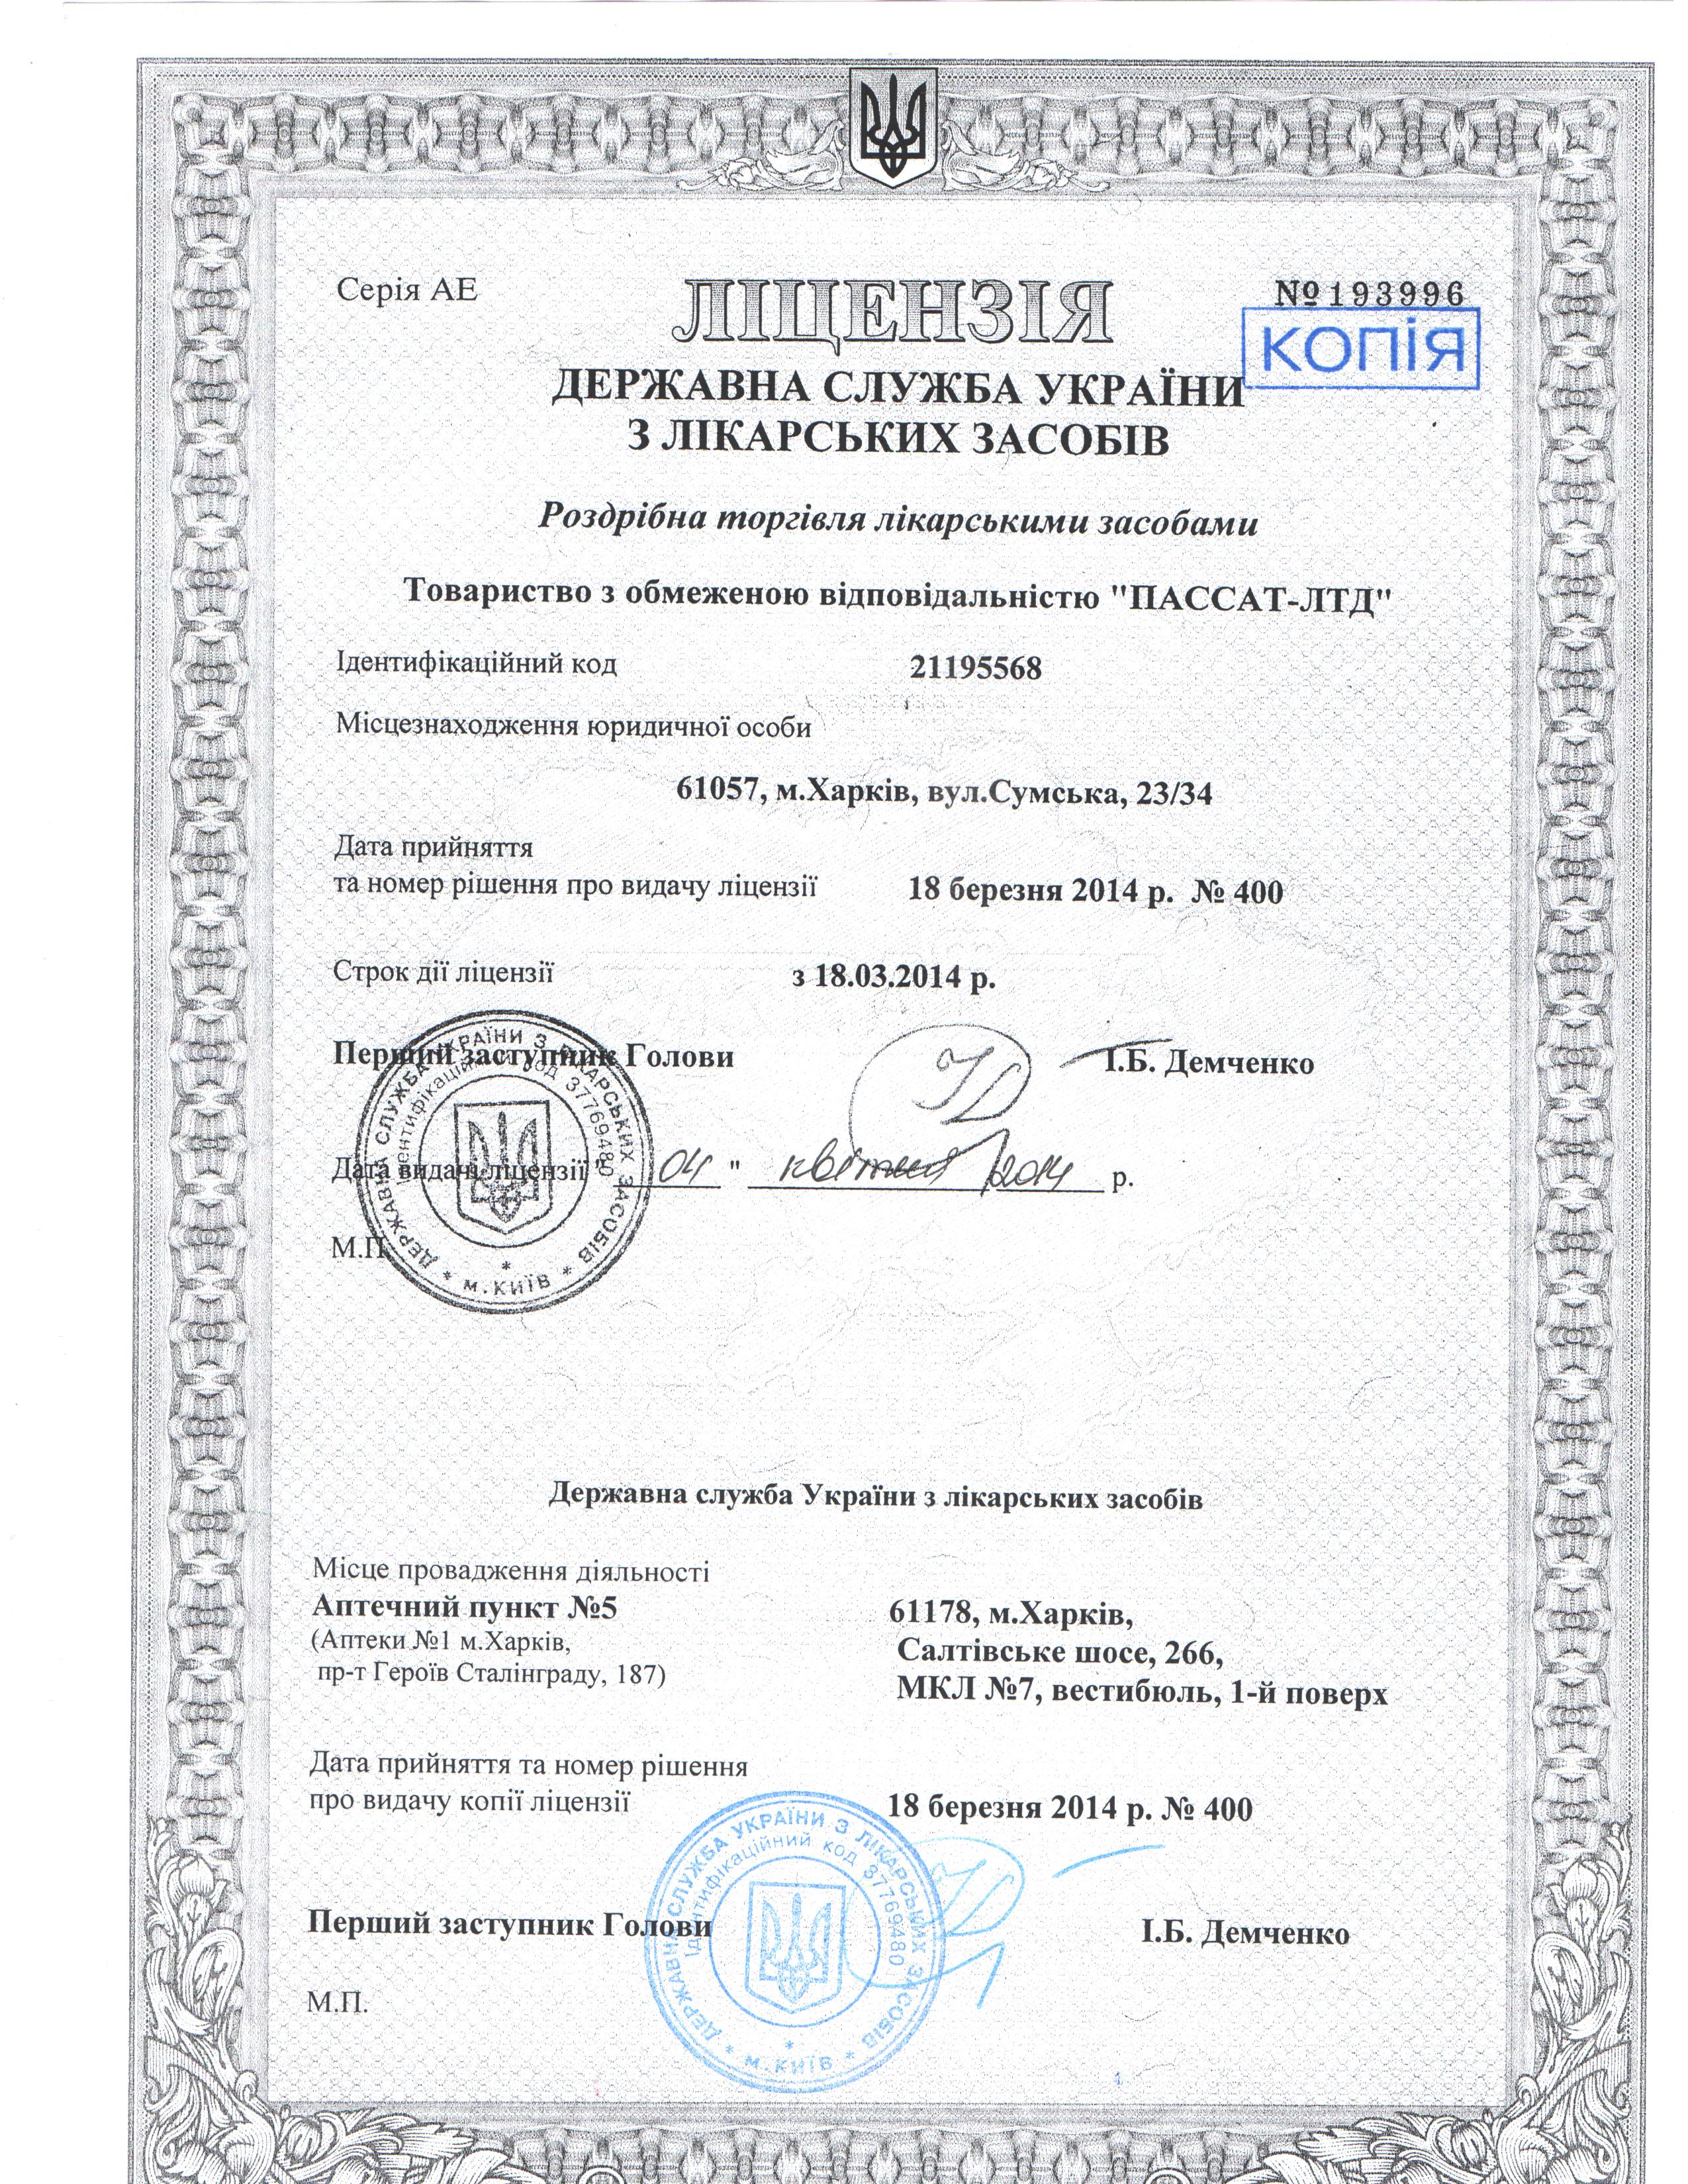 Серія АЕ
ЛІЦЕНЗІЯ
№193996
КОПІЯ
ДЕРЖАВНА СЛУЖБА УКРАЇНИ
З ЛІКАРСЬКИХ ЗАСОБІВ
Роздрібна торгівля лікарськими засобами
Товариство з обмеженою відповідальністю "ПАССАТ-ЛТД"
Ідентифікаційний код 21195568
Місцезнаходження юридичної особи
61057, м.Харків, вул.Сумська, 23/34
Дата прийняття
та номер рішення про видачу ліцензії 18 березня 2014 р. № 400
Строк дії ліцензії з 18.03.2014 р.
Перший заступник Голови І.Б. Демченко
Дата видачі ліцензії " 04 " квітня 2014 р.
М.П.
ДЕРЖАВНА СЛУЖБА УКРАЇНИ З ЛІКАРСЬКИХ ЗАСОБІВ * м.КИЇВ *
Ідентифікаційний код 37769480
Державна служба України з лікарських засобів
Місце провадження діяльності
Аптечний пункт №5 61178, м.Харків,
(Аптеки №1 м.Харків, Салтівське шосе, 266,
пр-т Героїв Сталінграду, 187) МКЛ №7, вестибюль, 1-й поверх
Дата прийняття та номер рішення
про видачу копії ліцензії 18 березня 2014 р. № 400
Перший заступник Голови І.Б. Демченко
М.П.
ДЕРЖАВНА СЛУЖБА УКРАЇНИ З ЛІКАРСЬКИХ ЗАСОБІВ * м.КИЇВ *
Ідентифікаційний код 37769480